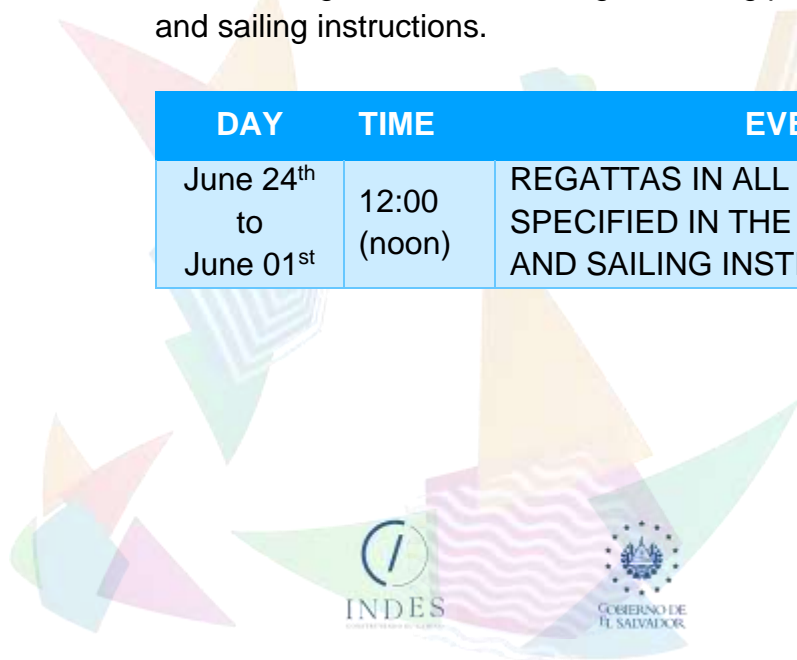 and sailing instructions.
DAY TIME EVE
June 24th
to
June 01st
12:00
(noon)
REGATTAS IN ALL
SPECIFIED IN THE
AND SAILING INST
INDES
GOBIERNO DE
EL SALVADOR